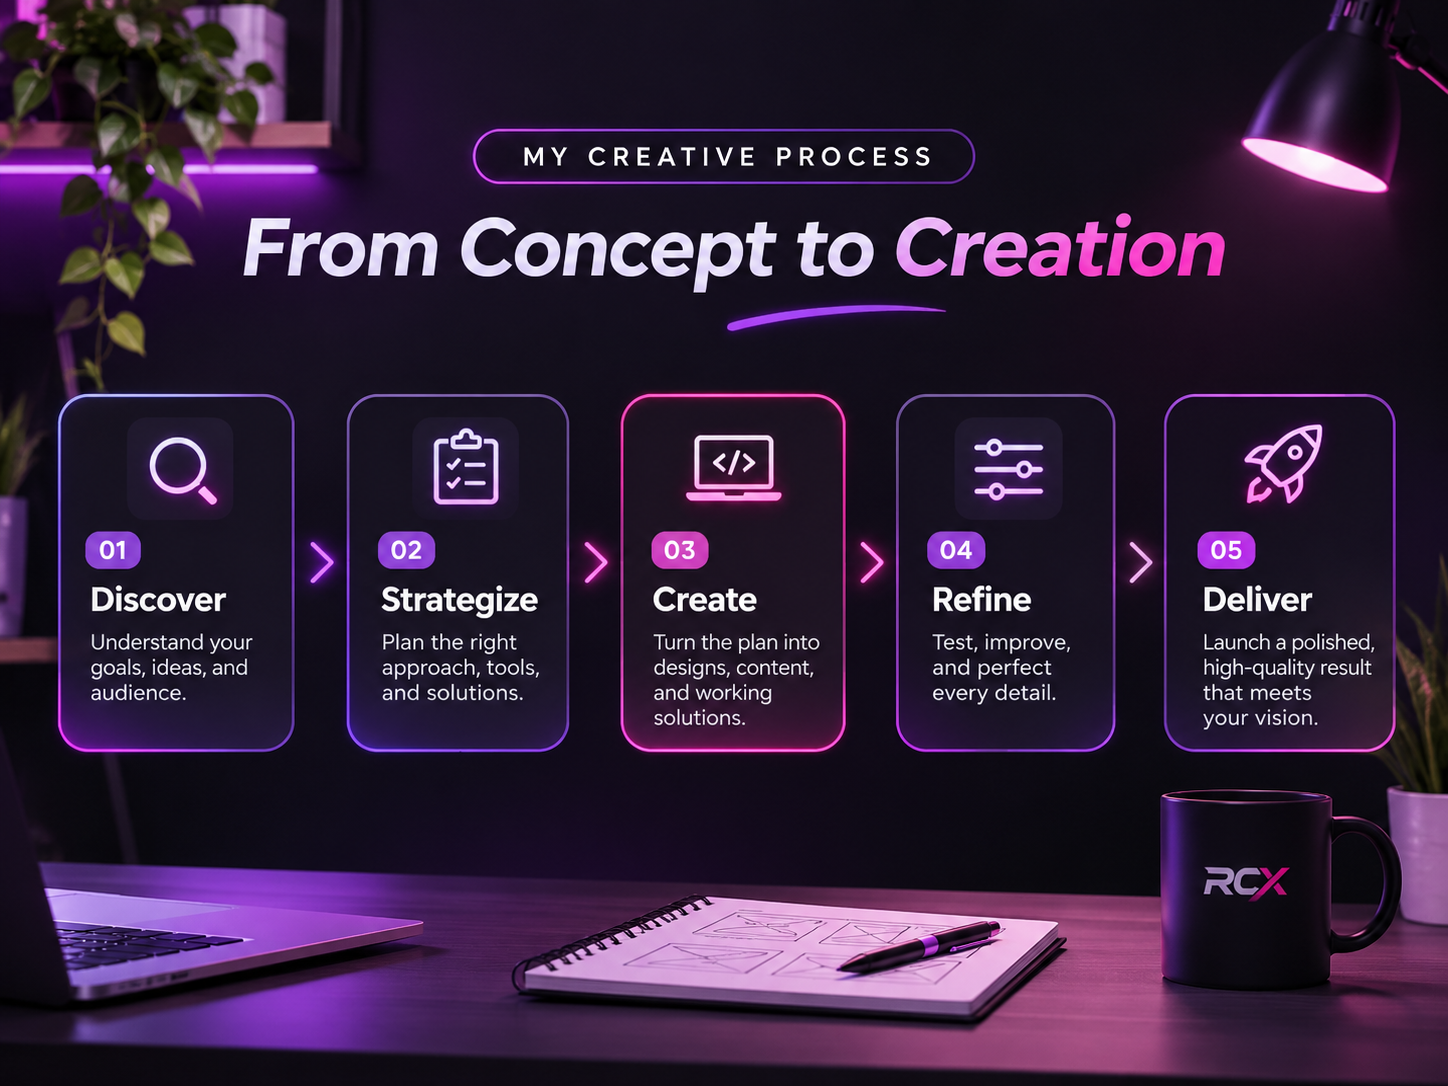 MY CREATIVE PROCESS
From Concept to Creation
01
Discover
Understand your
goals, ideas, and
audience.
02
Strategize
Plan the right
approach, tools,
and solutions.
03
Create
Turn the plan into
designs, content,
and working
solutions.
04
Refine
Test, improve,
and perfect
every detail.
05
Deliver
Launch a polished,
high-quality result
that meets
your vision.
RCX